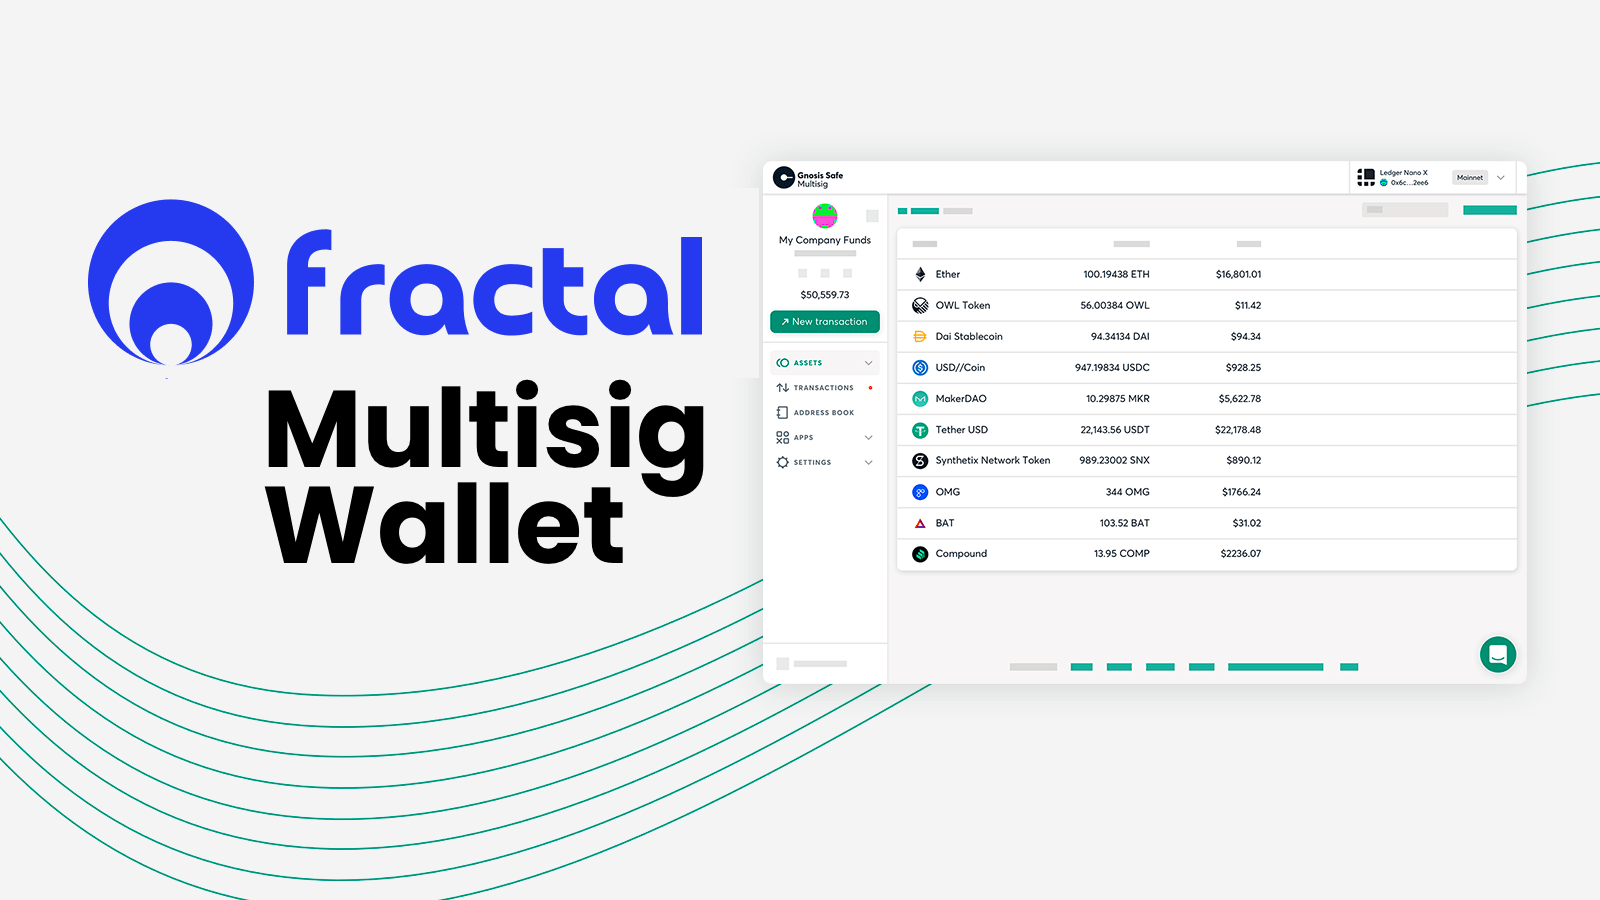 fractal
Multisig
Wallet
Gnosis Safe
Multisig
Ledger Nano X
0x6c...2ee6
Mainnet
My Company Funds
$50,559.73
New transaction
ASSETS
TRANSACTIONS
ADDRESS BOOK
APPS
SETTINGS
Ether 100.19438 ETH $16,801.01
OWL Token 56.00384 OWL $11.42
Dai Stablecoin 94.34134 DAI $94.34
USD//Coin 947.19834 USDC $928.25
MakerDAO 10.29875 MKR $5,622.78
Tether USD 22,143.56 USDT $22,178.48
Synthetix Network Token 989.23002 SNX $890.12
OMG 344 OMG $1766.24
BAT 103.52 BAT $31.02
Compound 13.95 COMP $2236.07